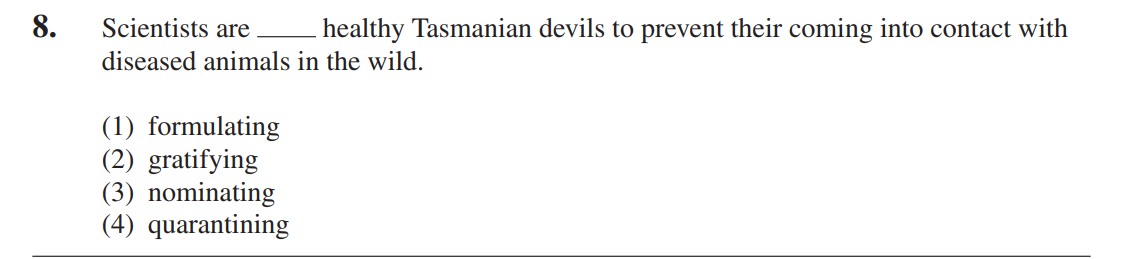 8. Scientists are _____ healthy Tasmanian devils to prevent their coming into contact with
diseased animals in the wild.
(1) formulating
(2) gratifying
(3) nominating
(4) quarantining